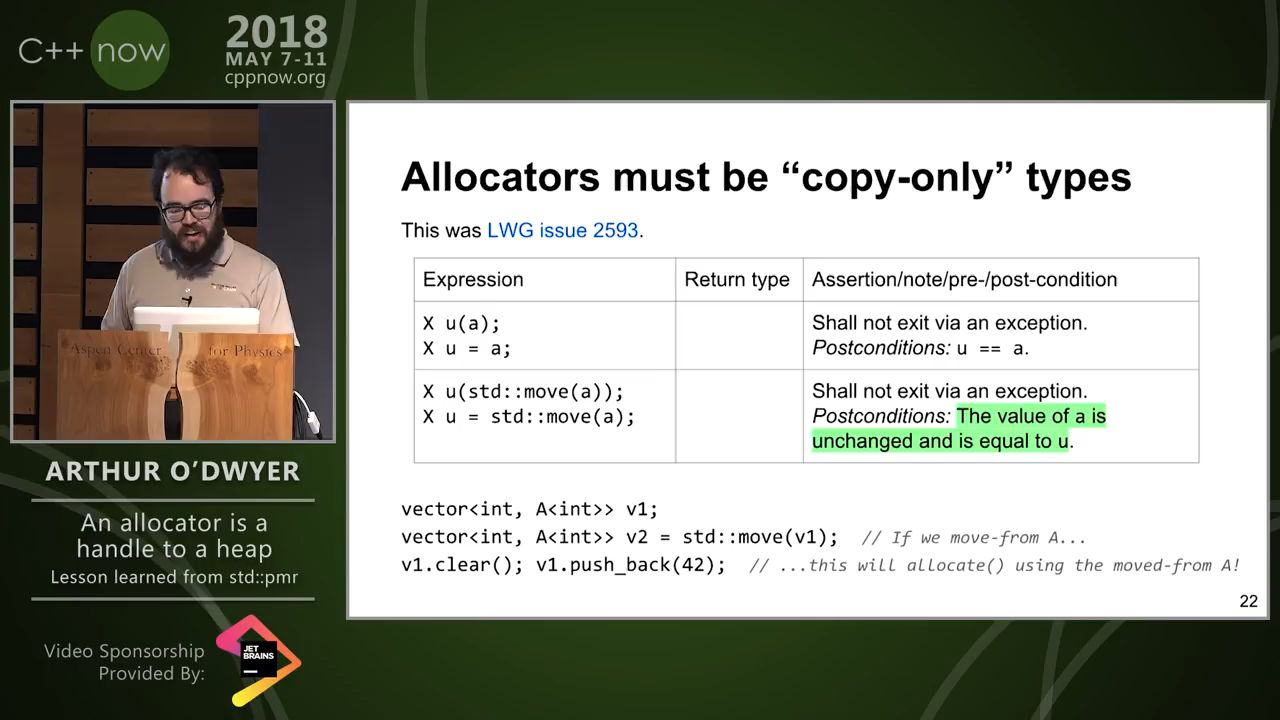 C++ now
2018
MAY 7-11
cppnow.org
Aspen Center for Physics
ARTHUR O'DWYER
An allocator is a
handle to a heap
Lesson learned from std::pmr
Video Sponsorship
Provided By:
JET
BRAINS
Allocators must be “copy-only” types
This was LWG issue 2593.
Expression Return type Assertion/note/pre-/post-condition
X u(a);
X u = a;
Shall not exit via an exception.
Postconditions: u == a.
X u(std::move(a));
X u = std::move(a);
Shall not exit via an exception.
Postconditions: The value of a is
unchanged and is equal to u.
vector<int, A<int>> v1;
vector<int, A<int>> v2 = std::move(v1); // If we move-from A...
v1.clear(); v1.push_back(42); // ...this will allocate() using the moved-from A!
22